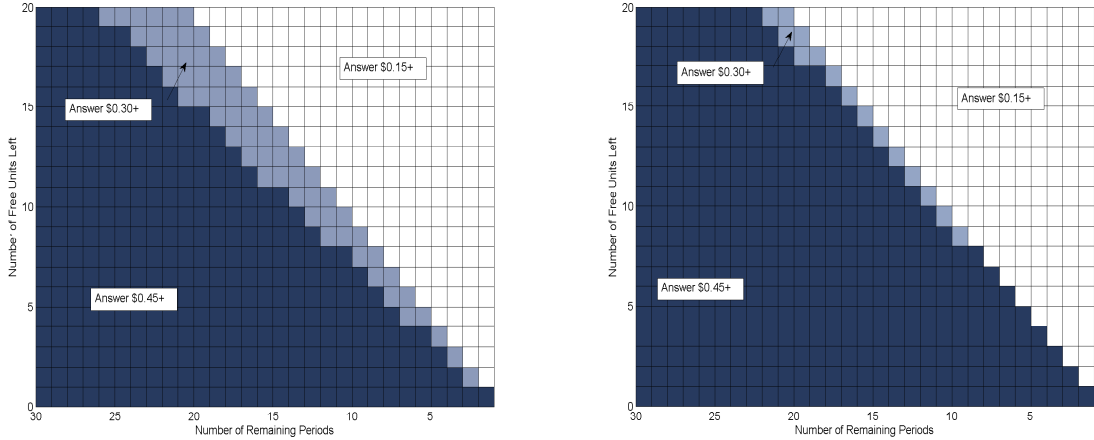 20
15
10
5
0
Number of Free Units Left
Answer $0.15+
Answer $0.30+
Answer $0.45+
30 25 20 15 10 5
Number of Remaining Periods
20
15
10
5
0
Number of Free Units Left
Answer $0.30+
Answer $0.15+
Answer $0.45+
30 25 20 15 10 5
Number of Remaining Periods